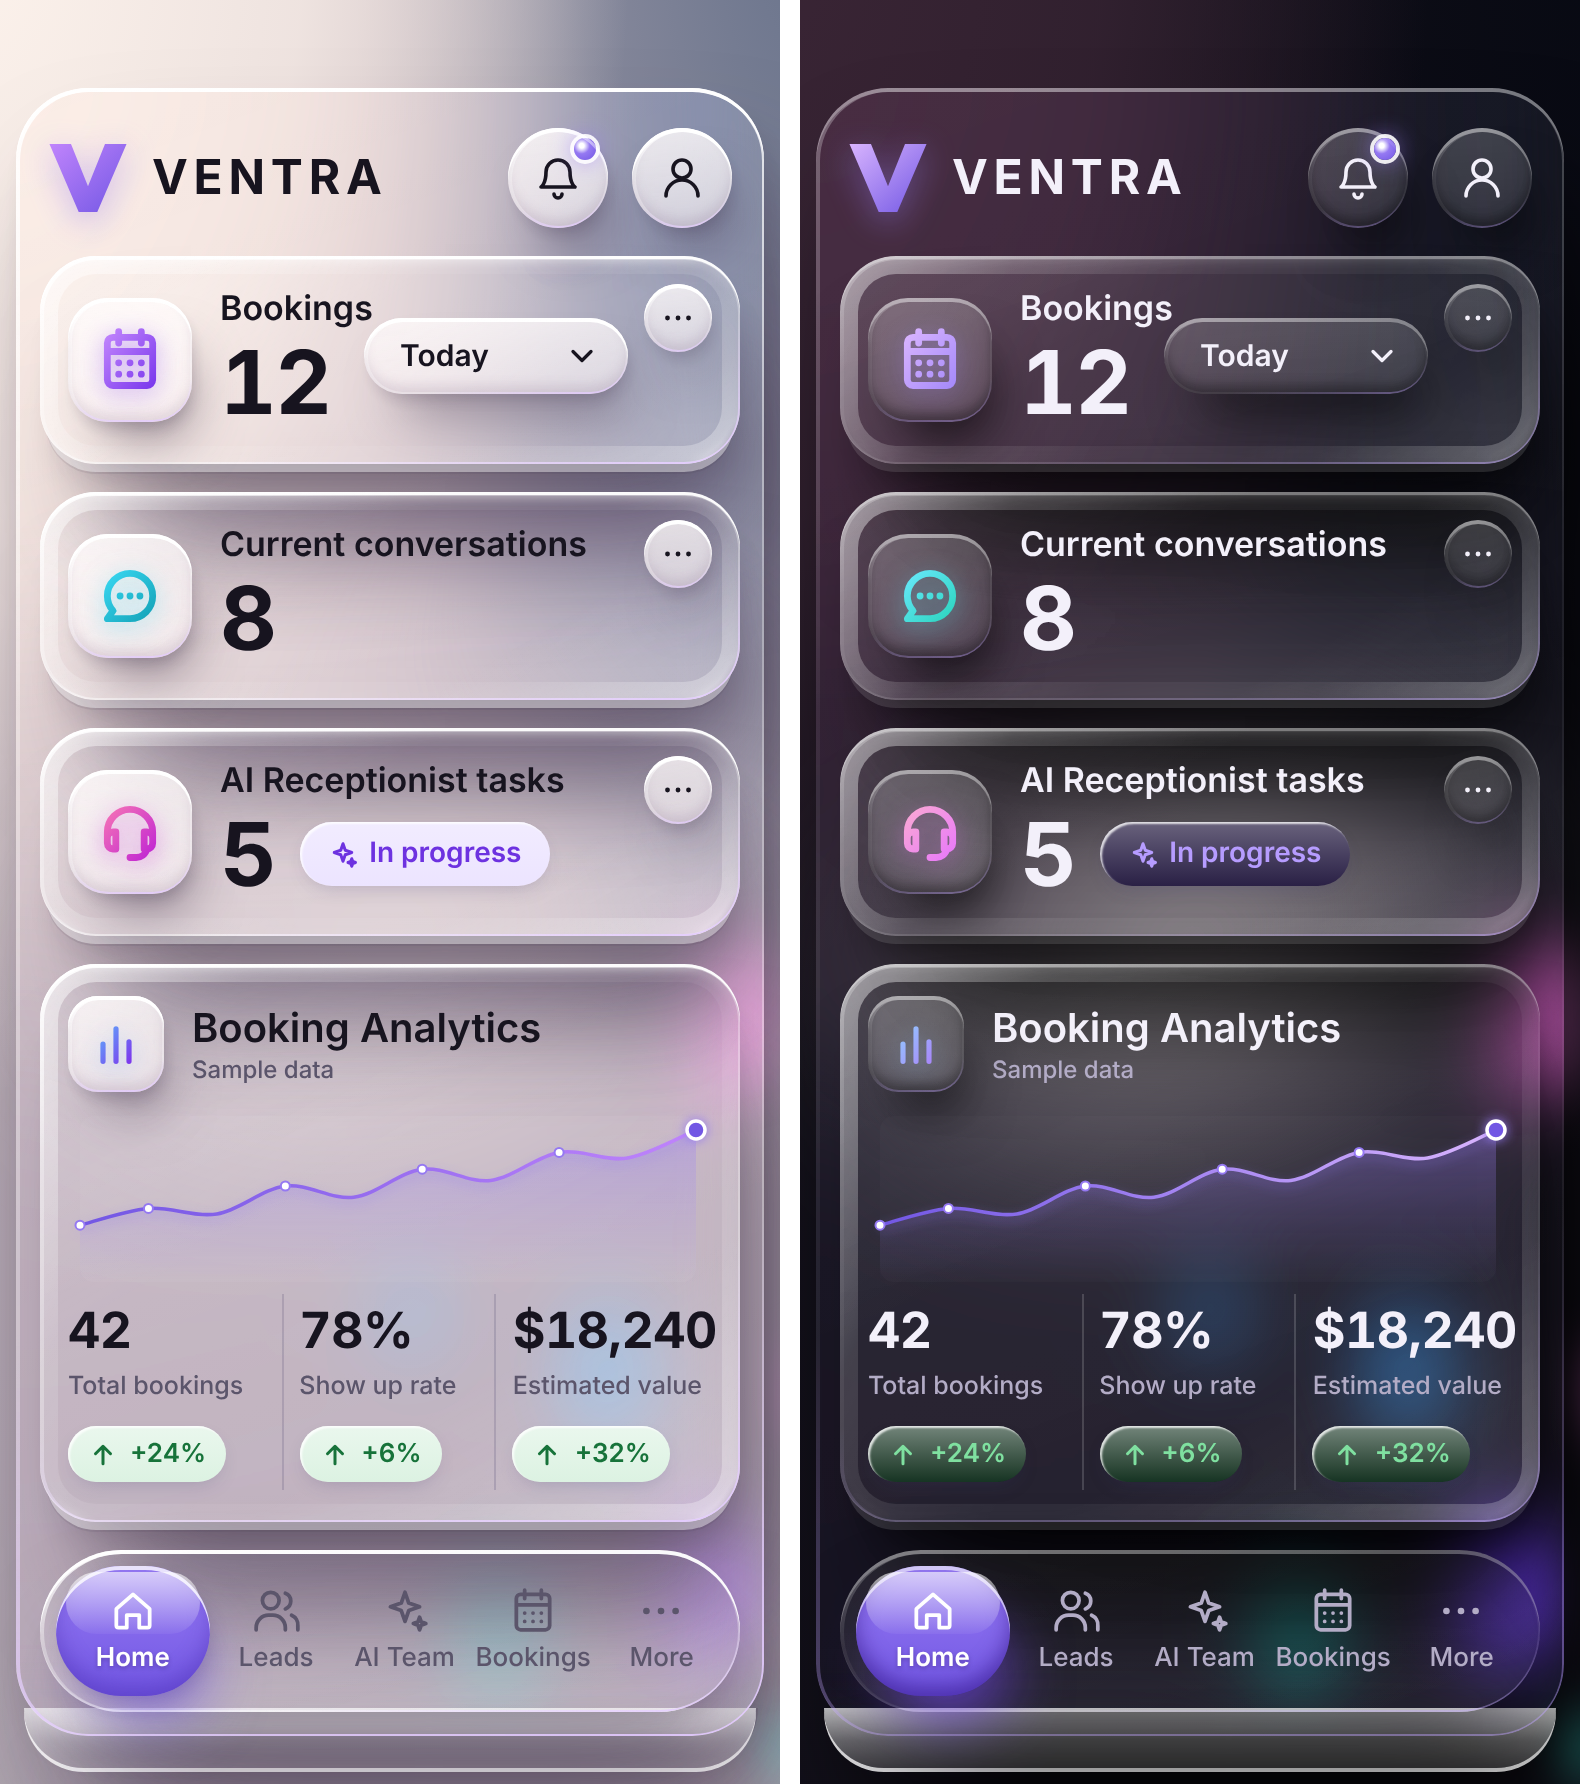 VENTRA
Bookings
12
Today
Current conversations
8
AI Receptionist tasks
5
In progress
Booking Analytics
Sample data
42
78%
$18,240
Total bookings
Show up rate
Estimated value
+24%
+6%
+32%
Home
Leads
AI Team
Bookings
More
VENTRA
Bookings
12
Today
Current conversations
8
AI Receptionist tasks
5
In progress
Booking Analytics
Sample data
42
78%
$18,240
Total bookings
Show up rate
Estimated value
+24%
+6%
+32%
Home
Leads
AI Team
Bookings
More